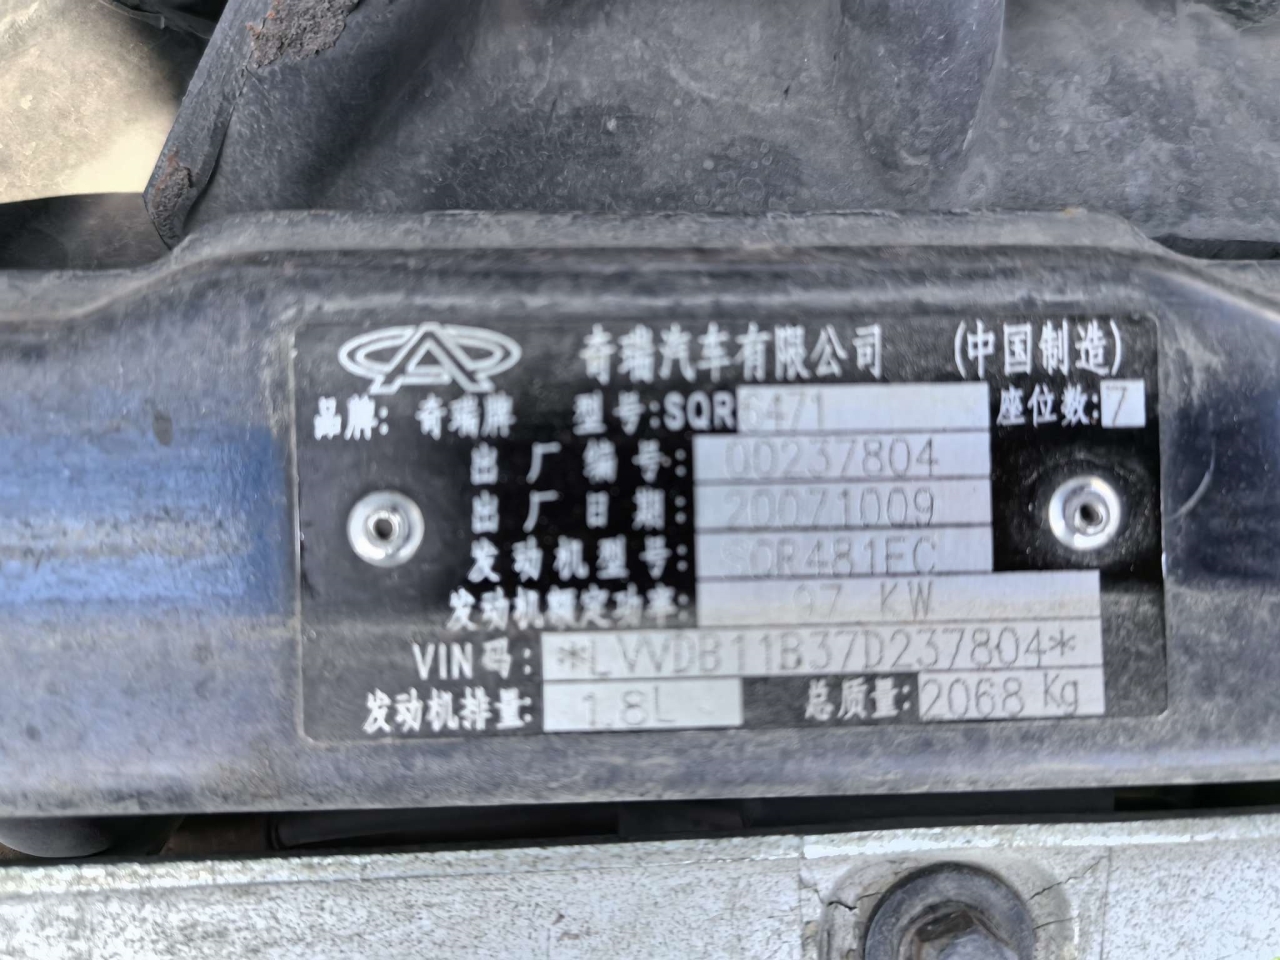 奇瑞汽车有限公司 (中国制造)
品牌: 奇瑞牌 型号:SQR6471 座位数:7
出厂编号: 00237804
出厂日期: 20071009
发动机型号: SQR481FC
发动机额定功率: 97 KW
VIN码: *LVVDB11B37D237804*
发动机排量: 1.8L 总质量: 2068 Kg